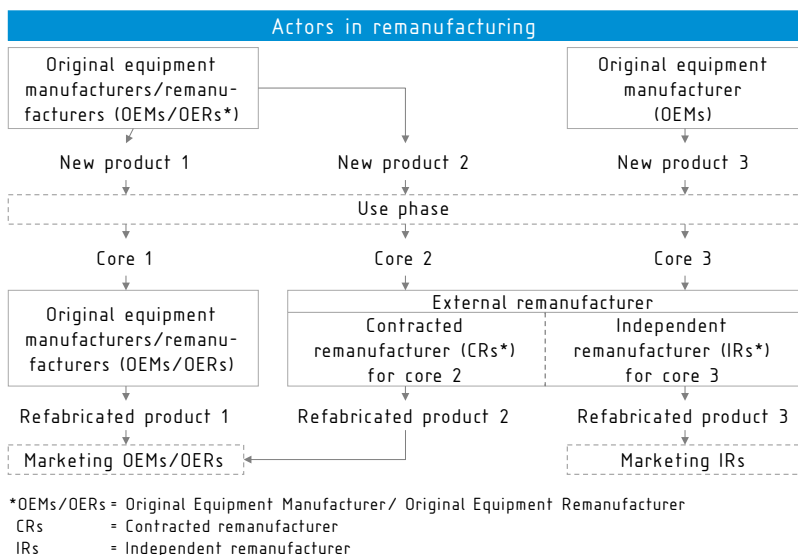 Actors in remanufacturing
Original equipment
manufacturers/remanu-
facturers (OEMs/OERs*)
Original equipment
manufacturer
(OEMs)
New product 1
New product 2
New product 3
Use phase
Core 1
Core 2
Core 3
Original equipment
manufacturers/remanu-
facturers (OEMs/OERs)
External remanufacturer
Contracted
remanufacturer (CRs*)
for core 2
Independent
remanufacturer (IRs*)
for core 3
Refabricated product 1
Refabricated product 2
Refabricated product 3
Marketing OEMs/OERs
Marketing IRs
*OEMs/OERs = Original Equipment Manufacturer/ Original Equipment Remanufacturer
CRs = Contracted remanufacturer
IRs = Independent remanufacturer